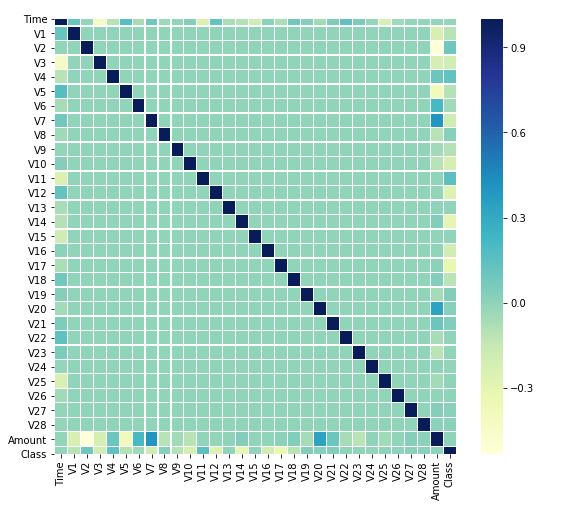 Time
V1
V2
V3
V4
V5
V6
V7
V8
V9
V10
V11
V12
V13
V14
V15
V16
V17
V18
V19
V20
V21
V22
V23
V24
V25
V26
V27
V28
Amount
Class
Time V1 V2 V3 V4 V5 V6 V7 V8 V9 V10 V11 V12 V13 V14 V15 V16 V17 V18 V19 V20 V21 V22 V23 V24 V25 V26 V27 V28 Amount Class
0.9
0.6
0.3
0.0
−0.3